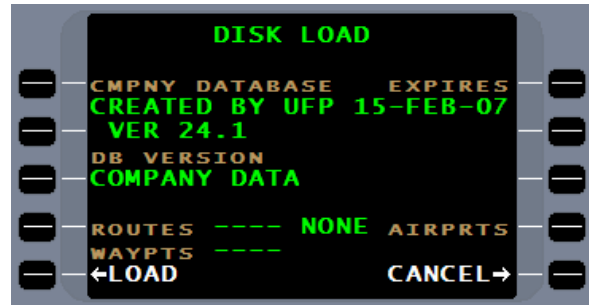 DISK LOAD
CMPNY DATABASE EXPIRES
CREATED BY UFP 15-FEB-07
VER 24.1
DB VERSION
COMPANY DATA
ROUTES ---- NONE AIRPRTS
WAYPTS ----
←LOAD CANCEL→